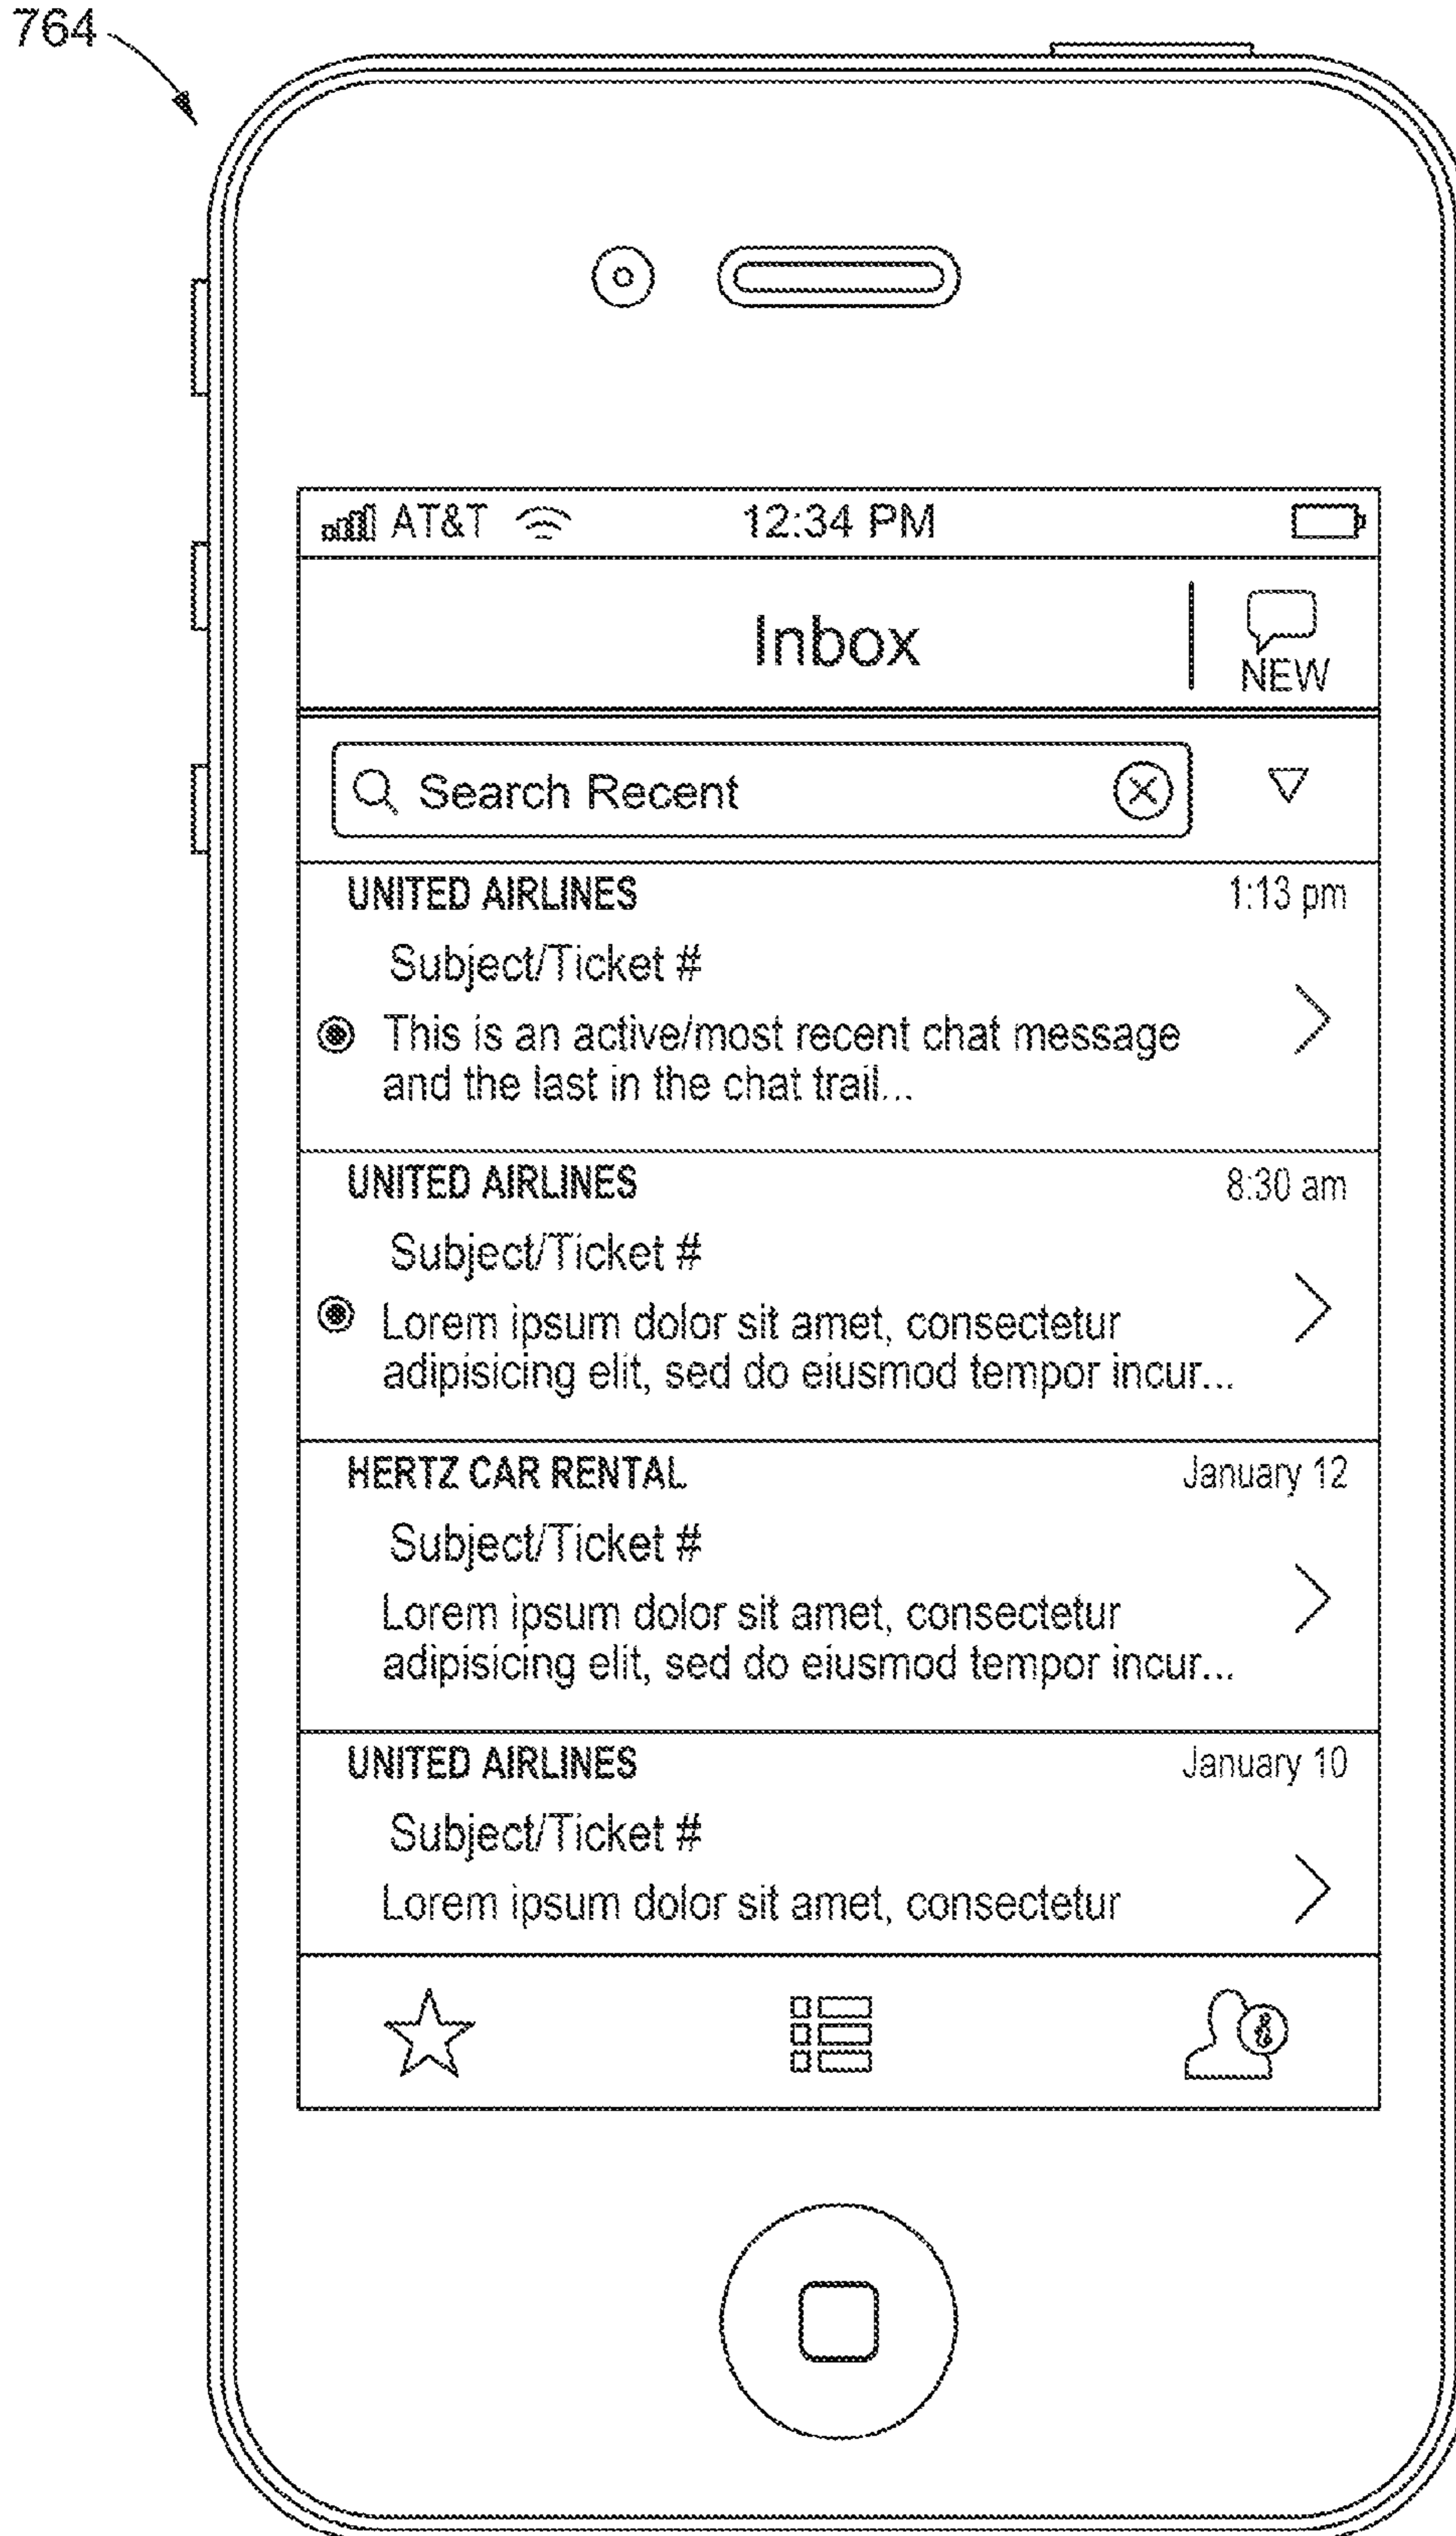 764
AT&T 12:34 PM
Inbox
NEW
Search Recent
UNITED AIRLINES 1:13 pm
Subject/Ticket #
This is an active/most recent chat message
and the last in the chat trail...
UNITED AIRLINES 8:30 am
Subject/Ticket #
Lorem ipsum dolor sit amet, consectetur
adipisicing elit, sed do eiusmod tempor incur...
HERTZ CAR RENTAL January 12
Subject/Ticket #
Lorem ipsum dolor sit amet, consectetur
adipisicing elit, sed do eiusmod tempor incur...
UNITED AIRLINES January 10
Subject/Ticket #
Lorem ipsum dolor sit amet, consectetur